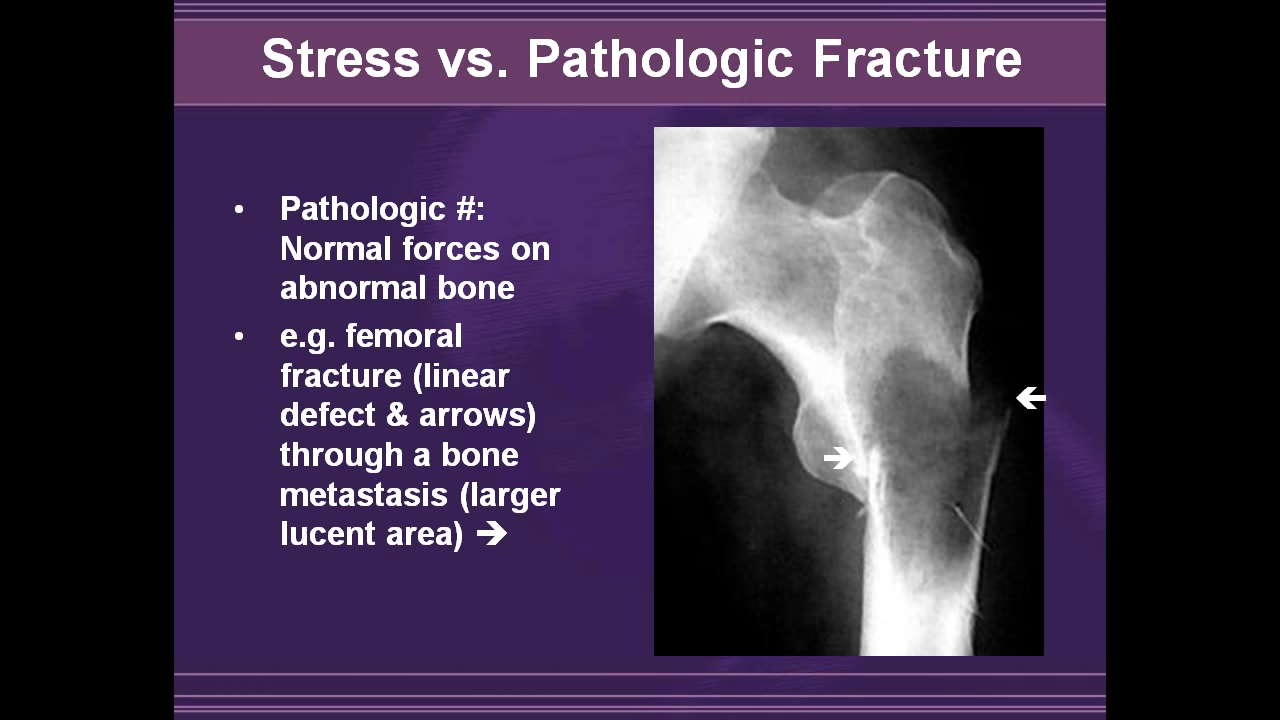 Stress vs. Pathologic Fracture
• Pathologic #:
Normal forces on
abnormal bone
• e.g. femoral
fracture (linear
defect & arrows)
through a bone
metastasis (larger
lucent area) ➔